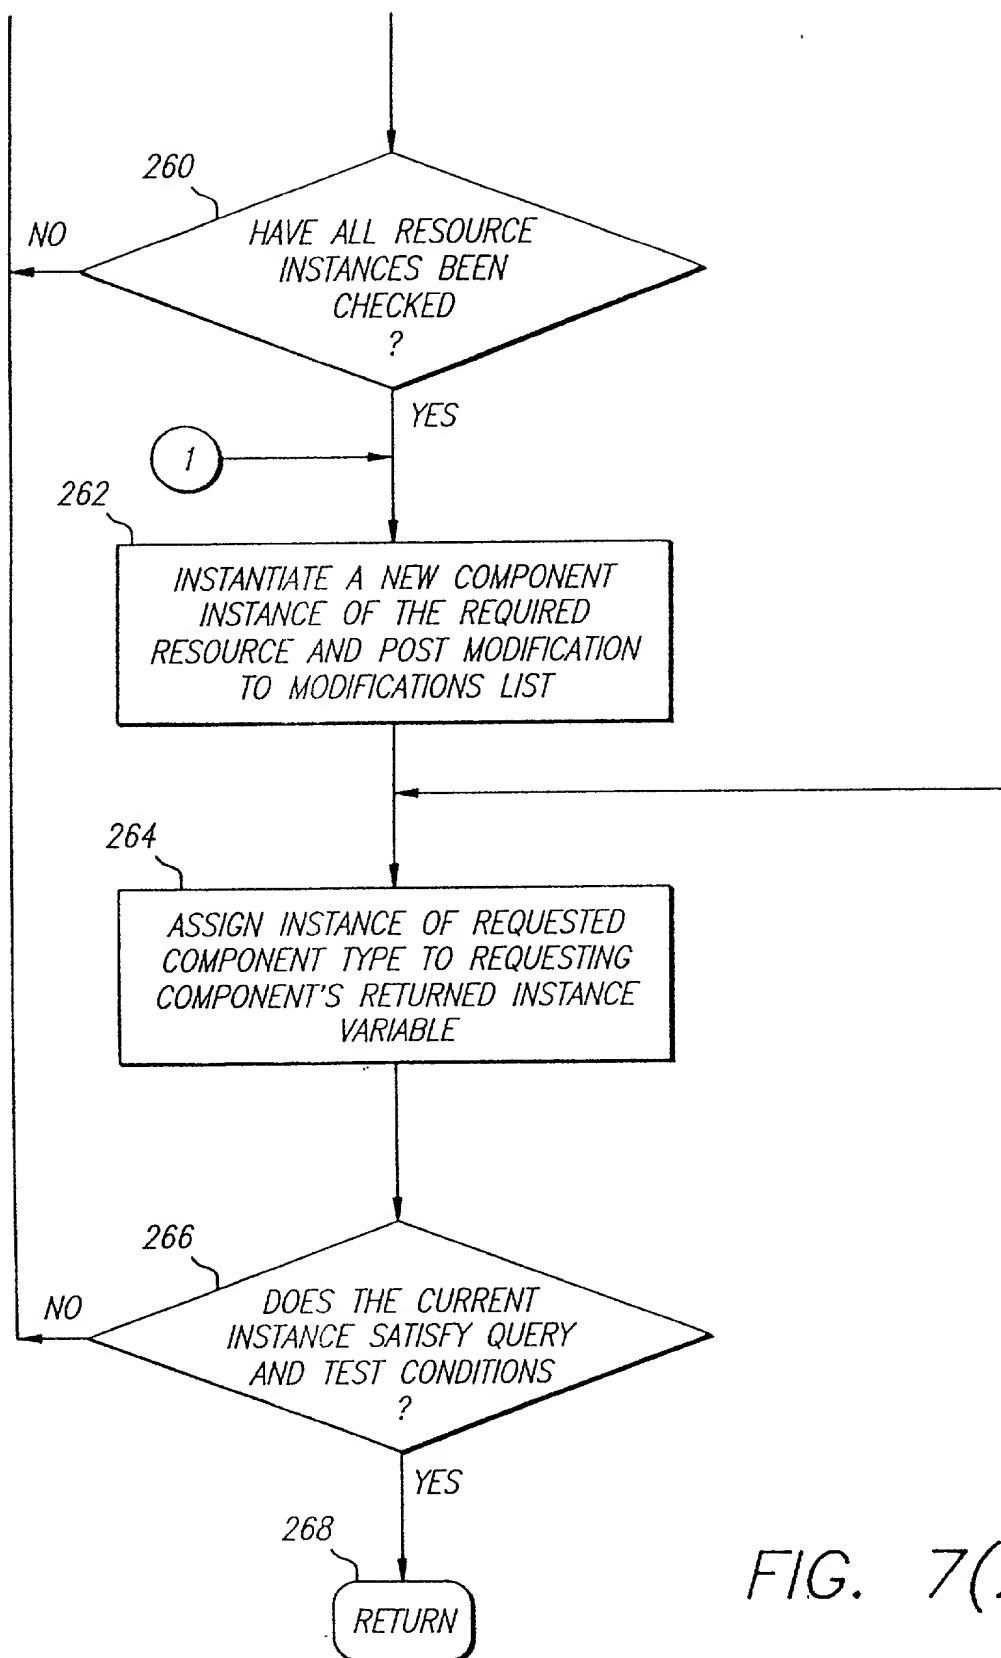 260
NO
HAVE ALL RESOURCE
INSTANCES BEEN
CHECKED
?
YES
1
262
INSTANTIATE A NEW COMPONENT
INSTANCE OF THE REQUIRED
RESOURCE AND POST MODIFICATION
TO MODIFICATIONS LIST
264
ASSIGN INSTANCE OF REQUESTED
COMPONENT TYPE TO REQUESTING
COMPONENT'S RETURNED INSTANCE
VARIABLE
266
NO
DOES THE CURRENT
INSTANCE SATISFY QUERY
AND TEST CONDITIONS
?
YES
268
RETURN
FIG. 7(